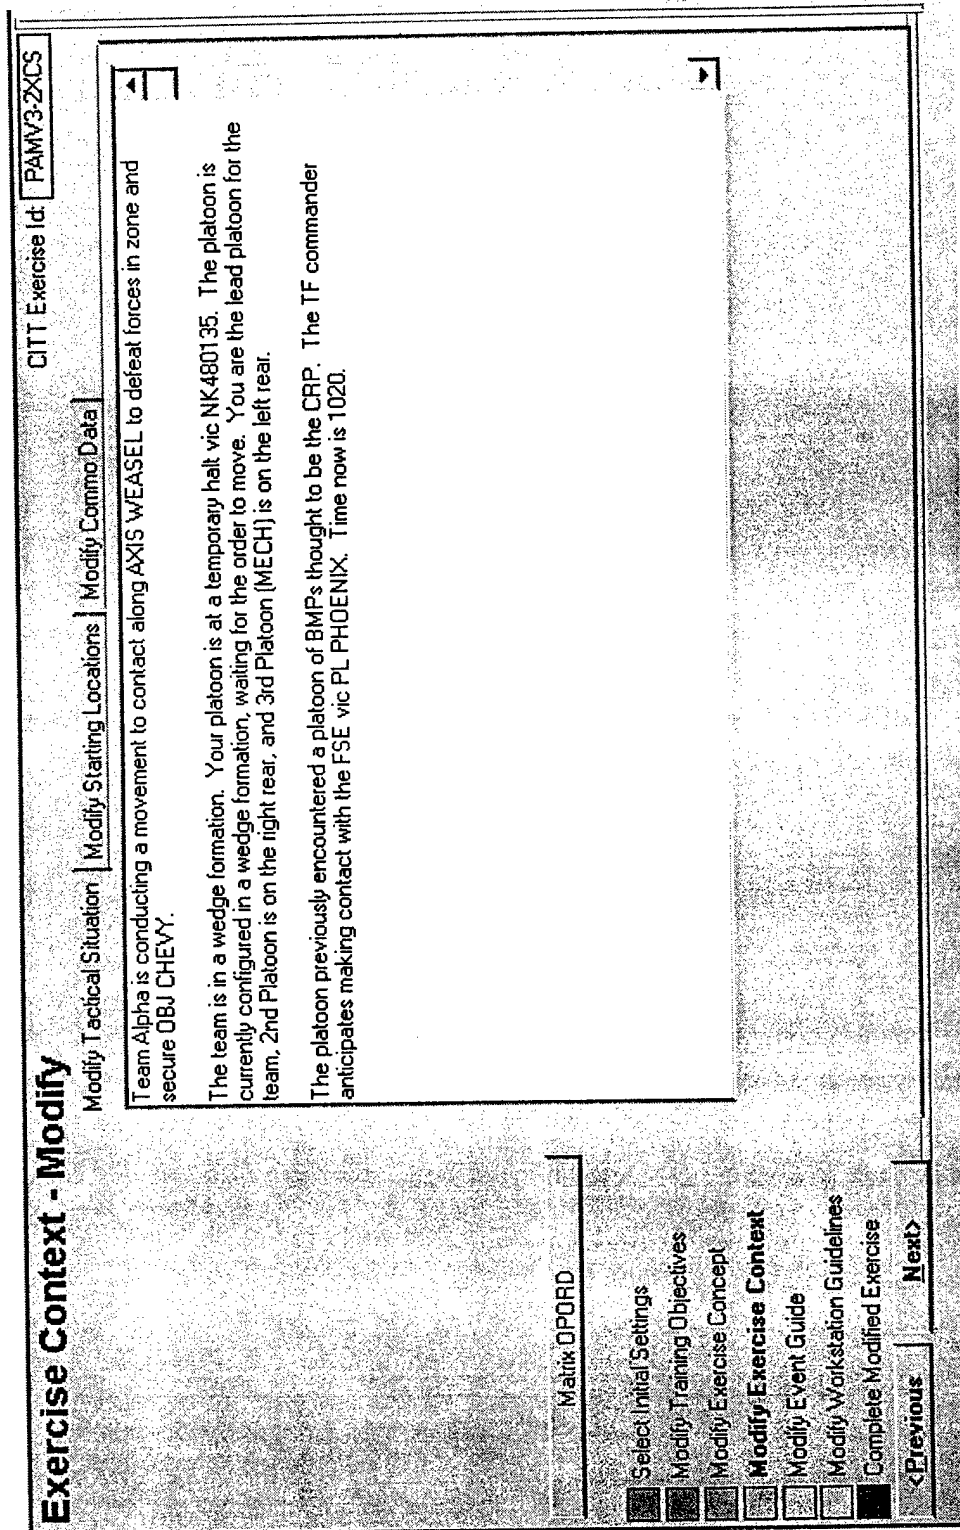 Exercise Context - Modify
CITT Exercise Id: PAMV3-2XCS
Modify Tactical Situation Modify Starting Locations Modify Commo Data
Team Alpha is conducting a movement to contact along AXIS WEASEL to defeat forces in zone and
secure OBJ CHEVY.
The team is in a wedge formation. Your platoon is at a temporary halt vic NK480135. The platoon is
currently configured in a wedge formation, waiting for the order to move. You are the lead platoon for the
team, 2nd Platoon is on the right rear, and 3rd Platoon (MECH) is on the left rear.
The platoon previously encountered a platoon of BMPs thought to be the CRP. The TF commander
anticipates making contact with the FSE vic PL PHOENIX. Time now is 1020.
Matrix OPORD
Select Initial Settings
Modify Training Objectives
Modify Exercise Concept
Modify Exercise Context
Modify Event Guide
Modify Workstation Guidelines
Complete Modified Exercise
<Previous
Next>